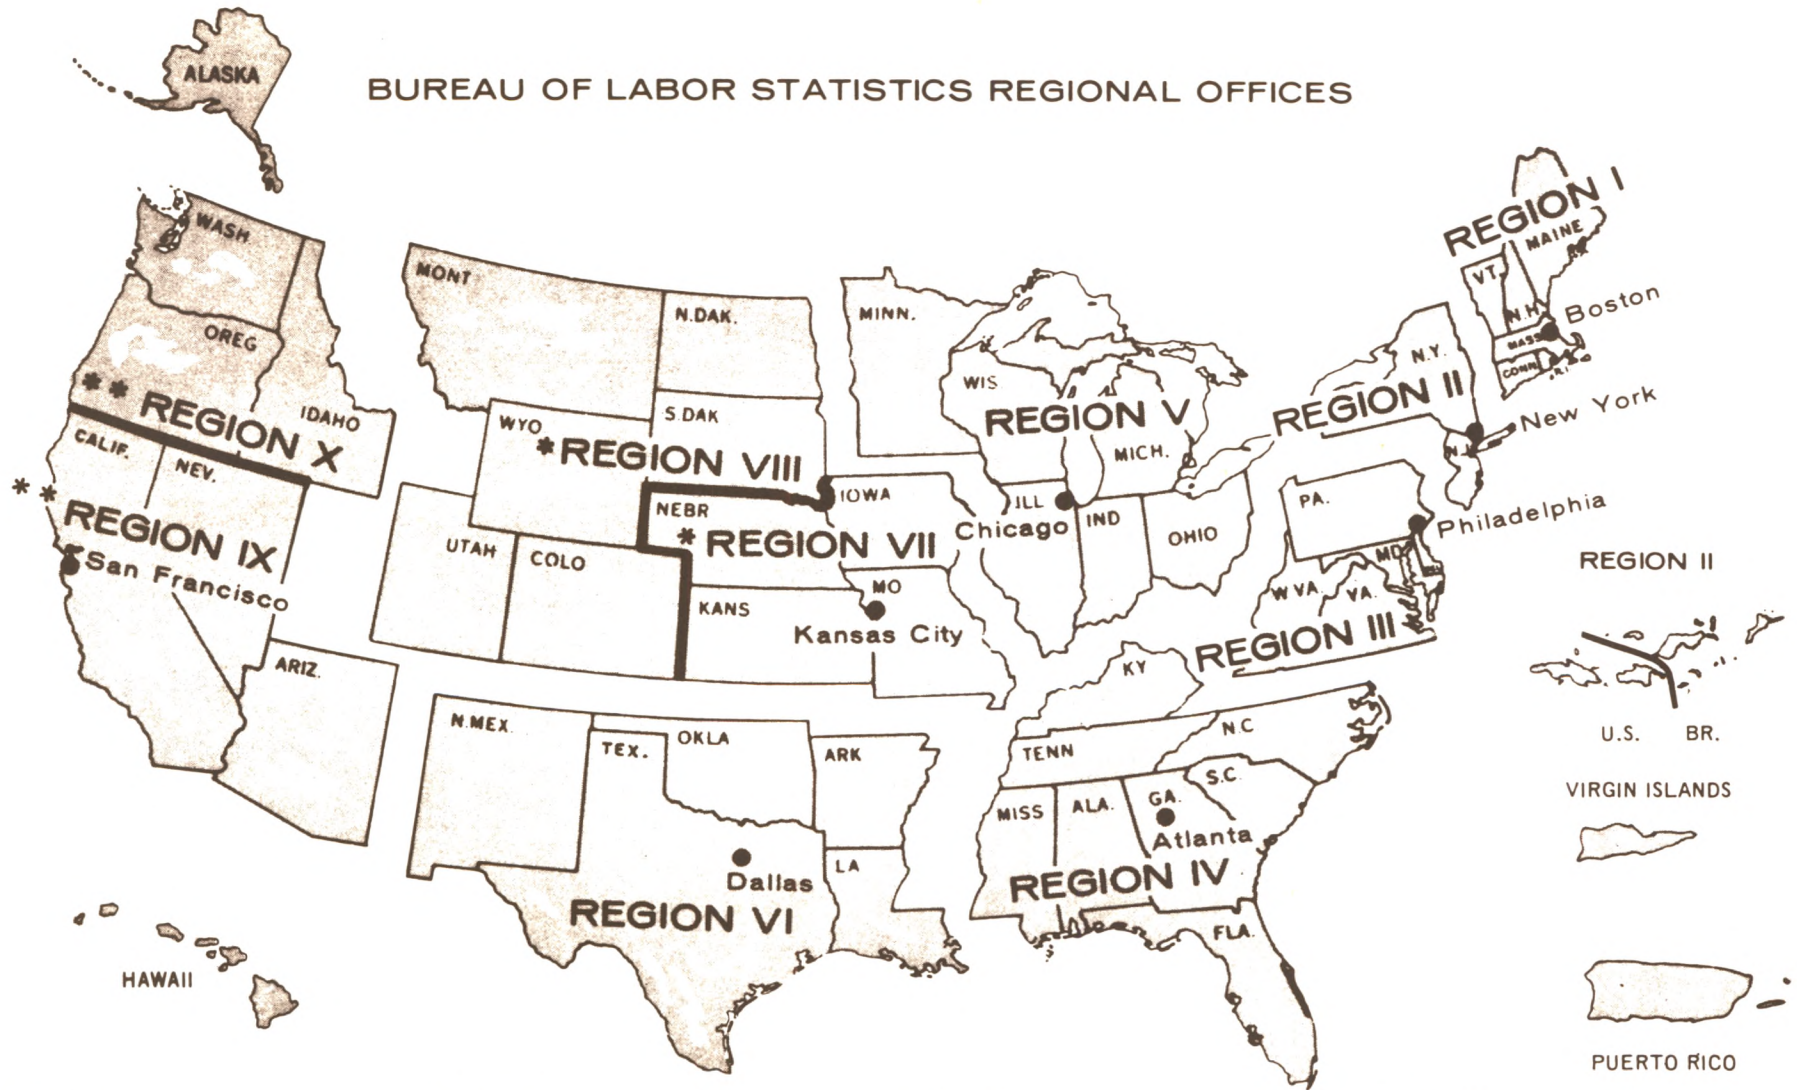 BUREAU OF LABOR STATISTICS REGIONAL OFFICES
ALASKA
WASH
OREG
IDAHO
** REGION X
CALIF.
NEV.
** REGION IX
San Francisco
ARIZ.
HAWAII
MONT
N.DAK.
WYO
S.DAK
* REGION VIII
UTAH
COLO
NEBR
IOWA
* REGION VII
KANS
MO
Kansas City
N.MEX.
TEX.
OKLA
ARK
LA
Dallas
REGION VI
MINN.
WIS
REGION V
MICH.
ILL
Chicago
IND
OHIO
KY
TENN
N.C
S.C.
MISS
ALA.
GA.
Atlanta
REGION IV
FLA.
REGION I
MAINE
VT.
N.H.
MASS
CONN
R.I.
Boston
N.Y.
REGION II
New York
N.J.
PA.
Philadelphia
MD.
W VA.
VA.
REGION III
REGION II
U.S. BR.
VIRGIN ISLANDS
PUERTO RICO